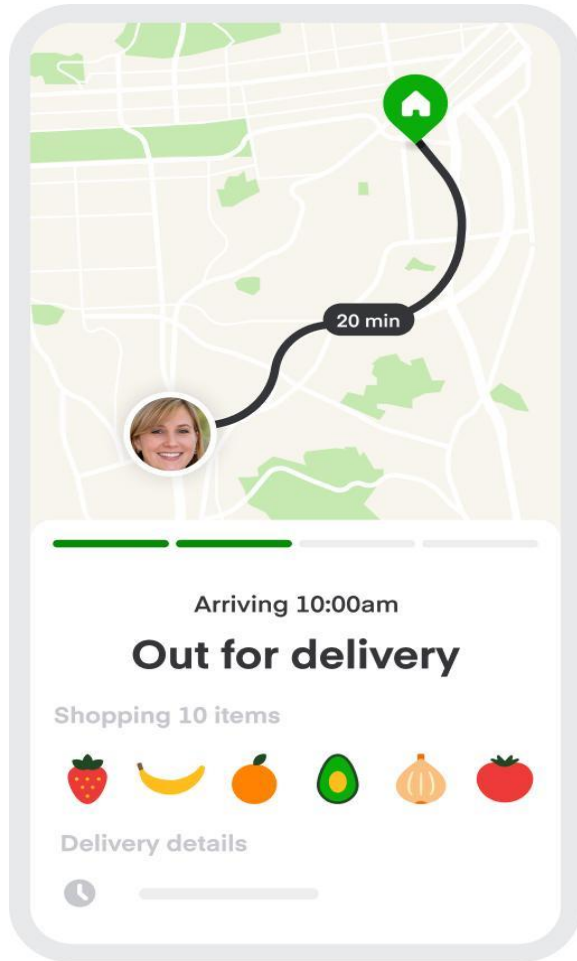 20 min
Arriving 10:00am
Out for delivery
Shopping 10 items
Delivery details